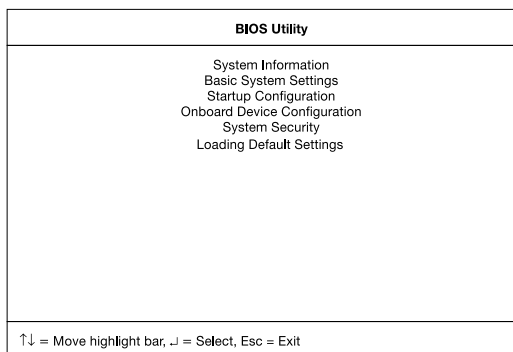 BIOS Utility
System Information
Basic System Settings
Startup Configuration
Onboard Device Configuration
System Security
Loading Default Settings
↑↓ = Move highlight bar, ↵ = Select, Esc = Exit